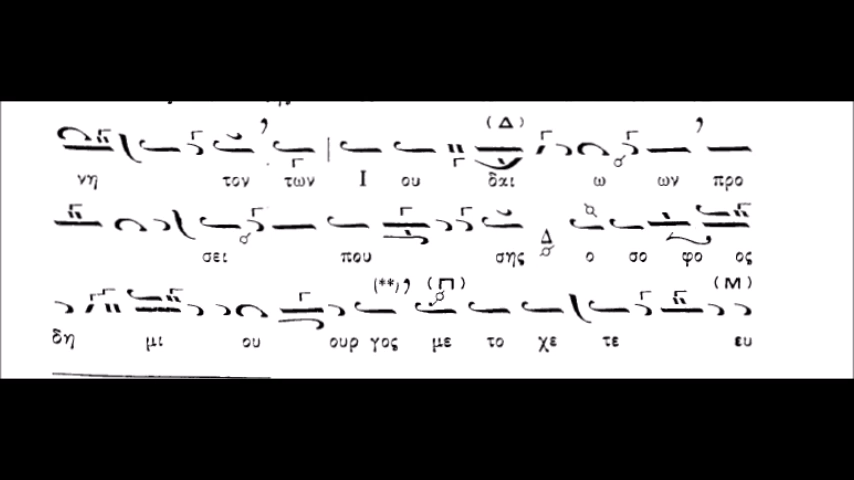 (Δ)
νη τον των Ι ου δαι ω ων προ
σει που σης Δ ο σο φο ος
(**) (Π) (Μ)
δη μι ου ουρ γος με το χε τε ευ